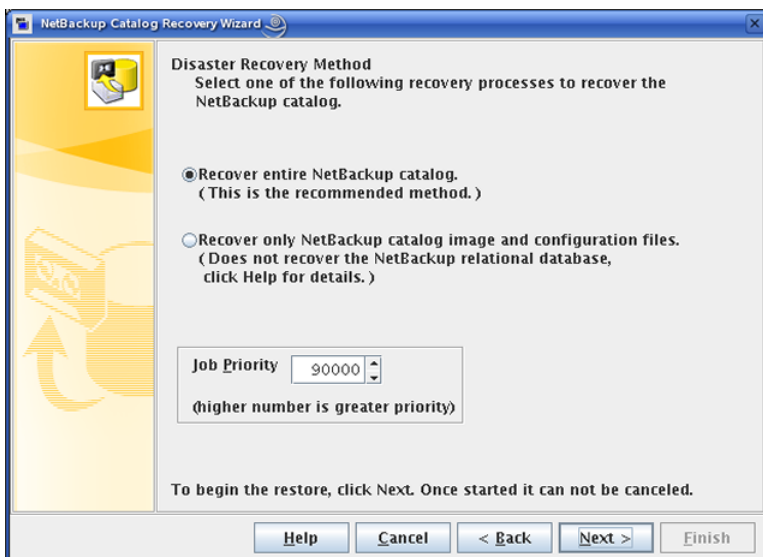 NetBackup Catalog Recovery Wizard
Disaster Recovery Method
Select one of the following recovery processes to recover the
NetBackup catalog.
Recover entire NetBackup catalog.
(This is the recommended method.)
Recover only NetBackup catalog image and configuration files.
(Does not recover the NetBackup relational database,
click Help for details.)
Job Priority 90000
(higher number is greater priority)
To begin the restore, click Next. Once started it can not be canceled.
Help Cancel < Back Next > Finish